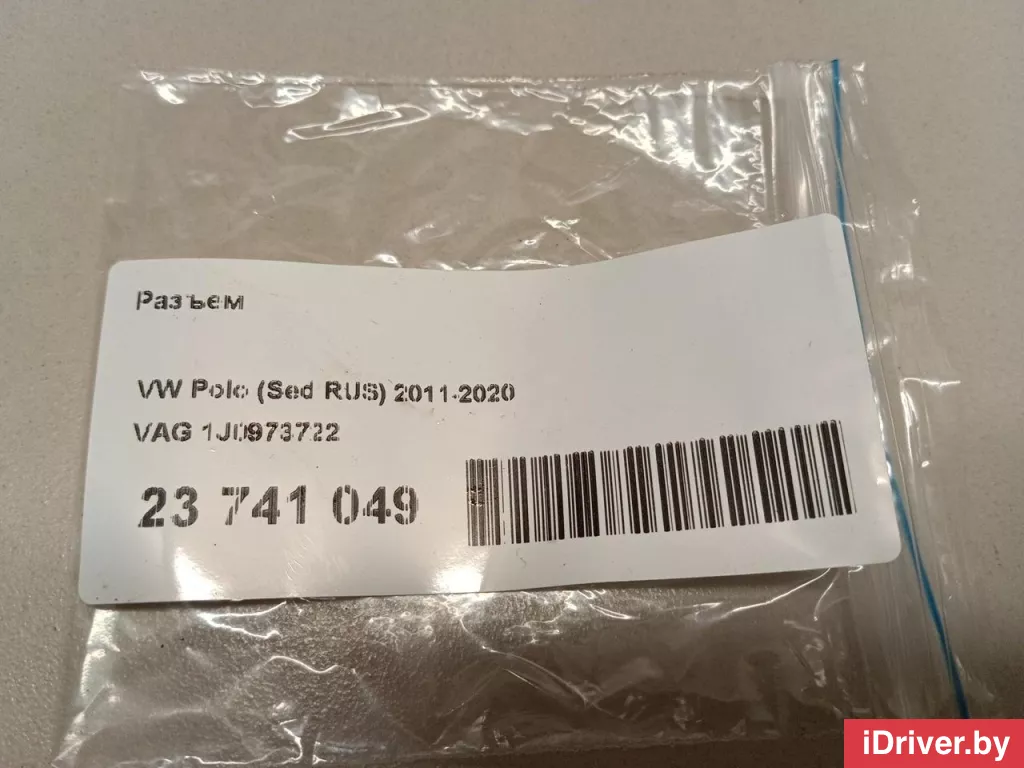 Разъем
VW Polo (Sed RUS) 2011-2020
VAG 1J0973722
23 741 049
iDriver.by